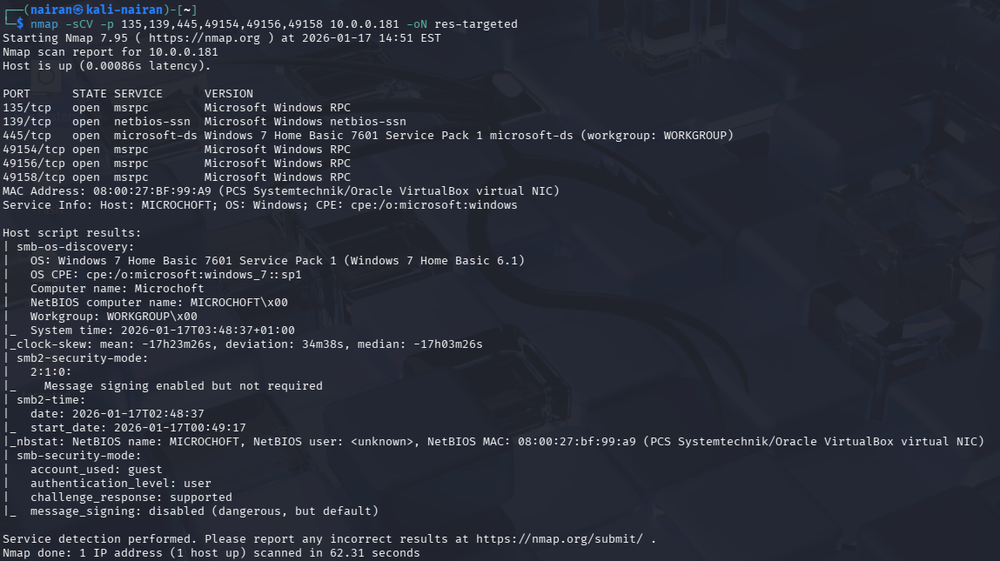 ┌──(nairan㉿kali-nairan)-[~]
└─$ nmap -sCV -p 135,139,445,49154,49156,49158 10.0.0.181 -oN res-targeted
Starting Nmap 7.95 ( https://nmap.org ) at 2026-01-17 14:51 EST
Nmap scan report for 10.0.0.181
Host is up (0.00086s latency).

PORT      STATE SERVICE      VERSION
135/tcp   open  msrpc        Microsoft Windows RPC
139/tcp   open  netbios-ssn  Microsoft Windows netbios-ssn
445/tcp   open  microsoft-ds Windows 7 Home Basic 7601 Service Pack 1 microsoft-ds (workgroup: WORKGROUP)
49154/tcp open  msrpc        Microsoft Windows RPC
49156/tcp open  msrpc        Microsoft Windows RPC
49158/tcp open  msrpc        Microsoft Windows RPC
MAC Address: 08:00:27:BF:99:A9 (PCS Systemtechnik/Oracle VirtualBox virtual NIC)
Service Info: Host: MICROCHOFT; OS: Windows; CPE: cpe:/o:microsoft:windows

Host script results:
| smb-os-discovery:
|   OS: Windows 7 Home Basic 7601 Service Pack 1 (Windows 7 Home Basic 6.1)
|   OS CPE: cpe:/o:microsoft:windows_7::sp1
|   Computer name: Microchoft
|   NetBIOS computer name: MICROCHOFT\x00
|   Workgroup: WORKGROUP\x00
|_  System time: 2026-01-17T03:48:37+01:00
|_clock-skew: mean: -17h23m26s, deviation: 34m38s, median: -17h03m26s
| smb2-security-mode:
|   2:1:0:
|_    Message signing enabled but not required
| smb2-time:
|   date: 2026-01-17T02:48:37
|_  start_date: 2026-01-17T00:49:17
|_nbstat: NetBIOS name: MICROCHOFT, NetBIOS user: <unknown>, NetBIOS MAC: 08:00:27:bf:99:a9 (PCS Systemtechnik/Oracle VirtualBox virtual NIC)
| smb-security-mode:
|   account_used: guest
|   authentication_level: user
|   challenge_response: supported
|_  message_signing: disabled (dangerous, but default)

Service detection performed. Please report any incorrect results at https://nmap.org/submit/ .
Nmap done: 1 IP address (1 host up) scanned in 62.31 seconds